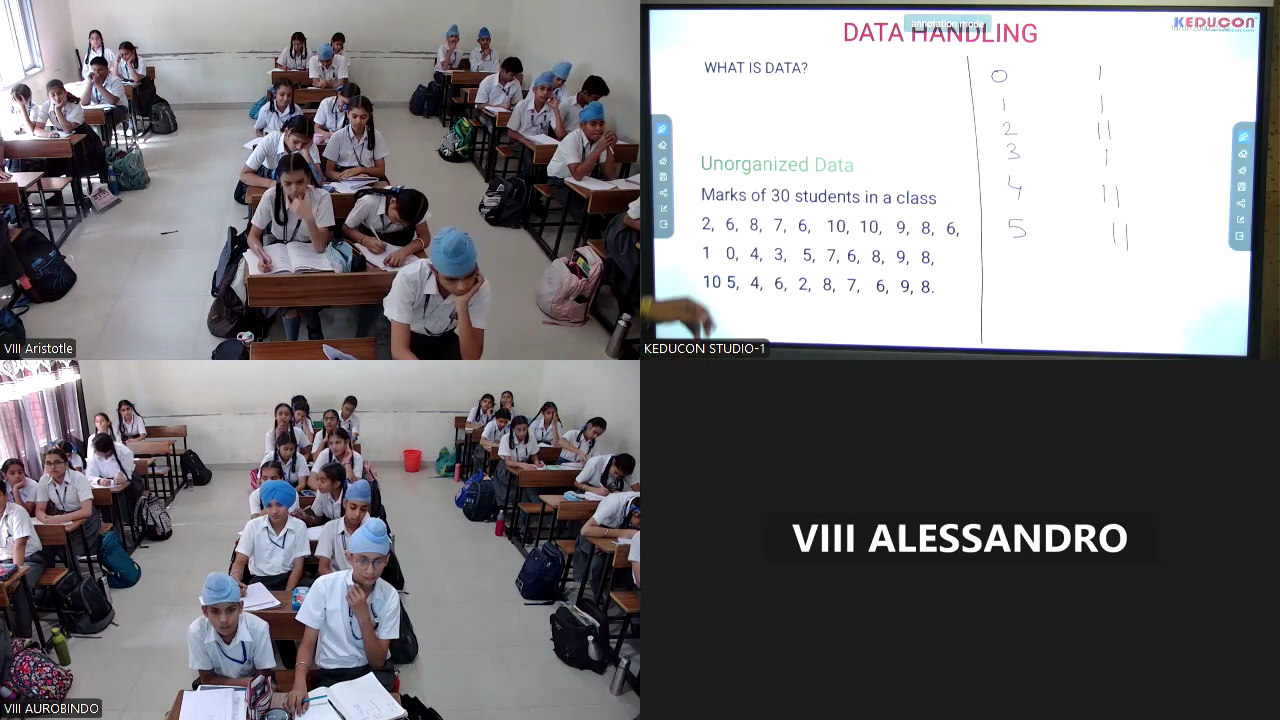 annotation mode
DATA HANDLING
KEDUCON
WHAT IS DATA?
Unorganized Data
Marks of 30 students in a class
2, 6, 8, 7, 6, 10, 10, 9, 8, 6,
1 0, 4, 3, 5, 7, 6, 8, 9, 8,
10 5, 4, 6, 2, 8, 7, 6, 9, 8.
0 |
1 |
2 ||
3 |
4 ||
5 ||
VIII Aristotle
KEDUCON STUDIO-1
VIII AUROBINDO
VIII ALESSANDRO